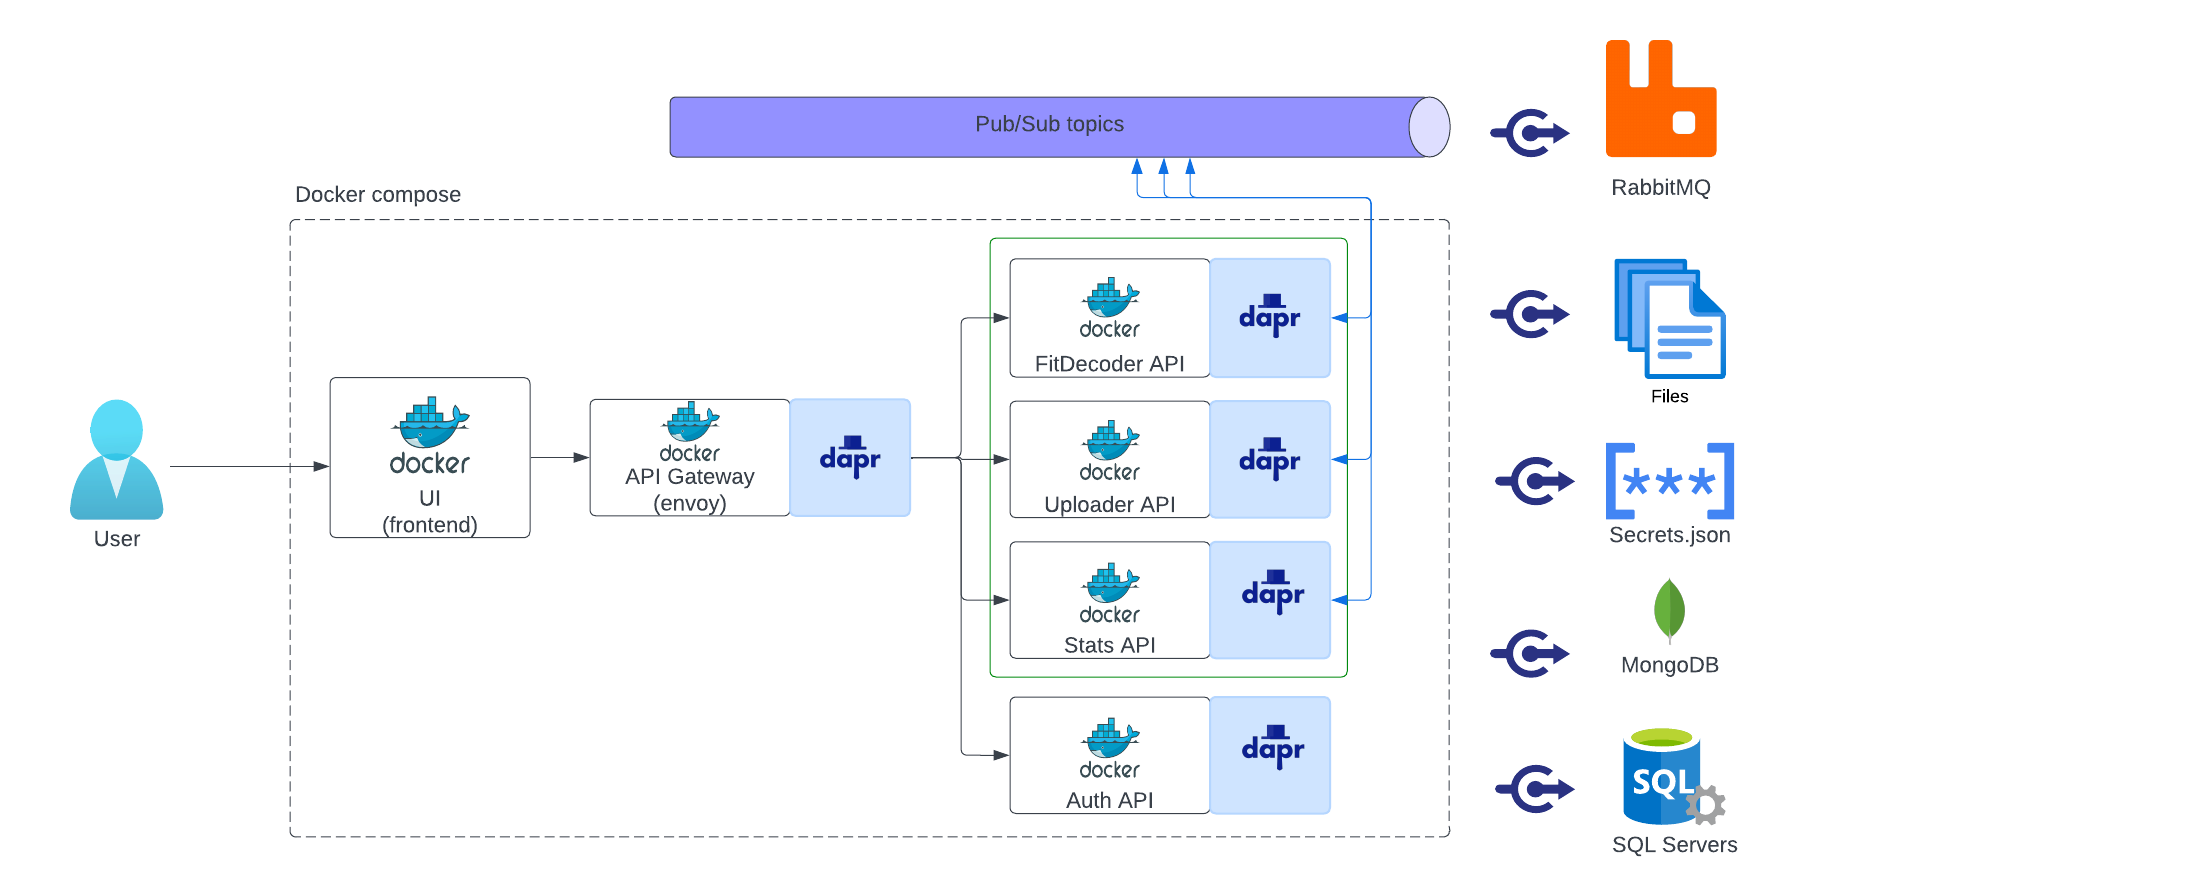 Pub/Sub topics
RabbitMQ
Docker compose
docker
dapr
FitDecoder API
Files
docker
UI
(frontend)
docker
API Gateway
(envoy)
dapr
docker
dapr
Uploader API
[***]
Secrets.json
User
docker
dapr
Stats API
MongoDB
docker
dapr
Auth API
SQL
SQL Servers